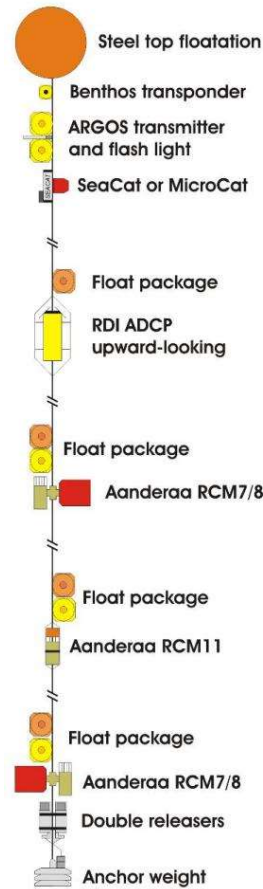 Steel top floatation
Benthos transponder
ARGOS transmitter
and flash light
SEACAT
SeaCat or MicroCat
Float package
RDI ADCP
upward-looking
Float package
Aanderaa RCM7/8
Float package
Aanderaa RCM11
Float package
Aanderaa RCM7/8
Double releasers
Anchor weight